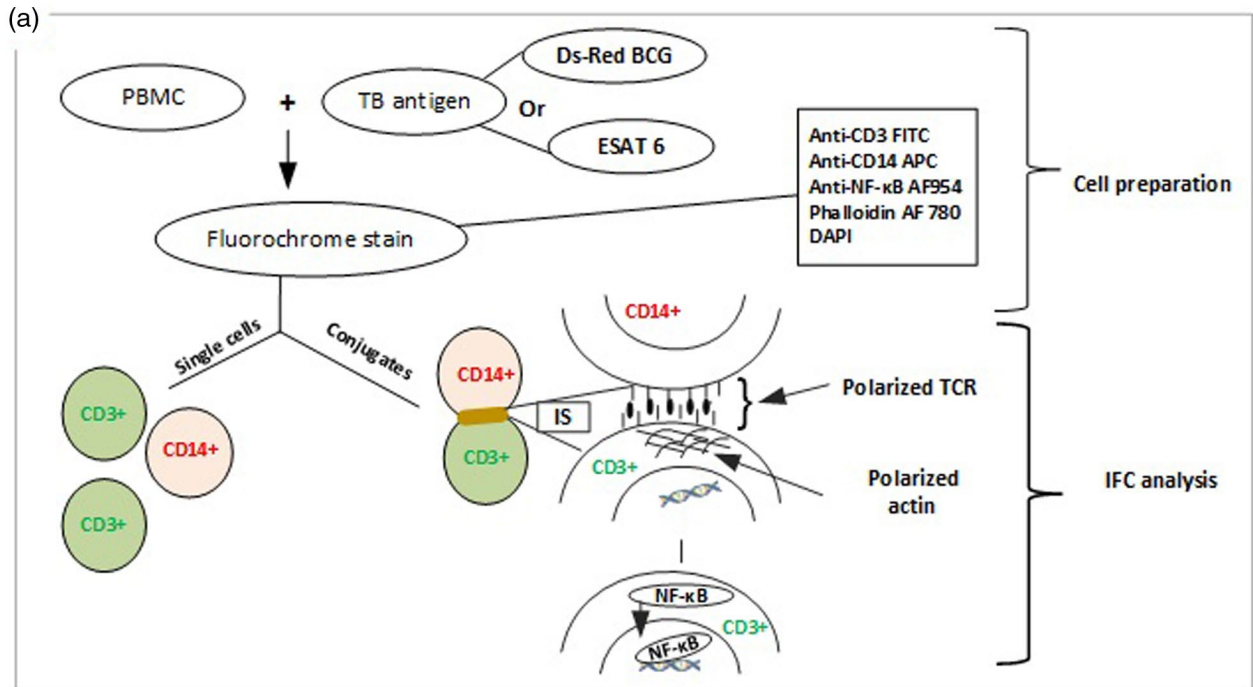 (a)
PBMC
+
TB antigen
Ds-Red BCG
Or
ESAT 6
Anti-CD3 FITC
Anti-CD14 APC
Anti-NF-κB AF954
Phalloidin AF 780
DAPI
Cell preparation
Fluorochrome stain
Single cells
Conjugates
CD3+
CD14+
CD3+
CD14+
CD3+
IS
CD14+
CD3+
Polarized TCR
Polarized
actin
IFC analysis
NF-κB
CD3+
NF-κB